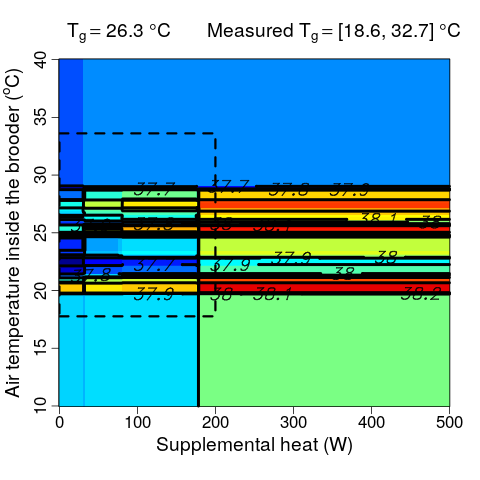 Tg = 26.3 °C Measured Tg = [18.6, 32.7] °C
Air temperature inside the brooder (°C)
40
35
30
25
20
15
10
37.7 37.7 37.8 37.9
38.1 38
37.9 38
37.7 37.9
37.8 38
37.9 38 38.1 38.2
0 100 200 300 400 500
Supplemental heat (W)